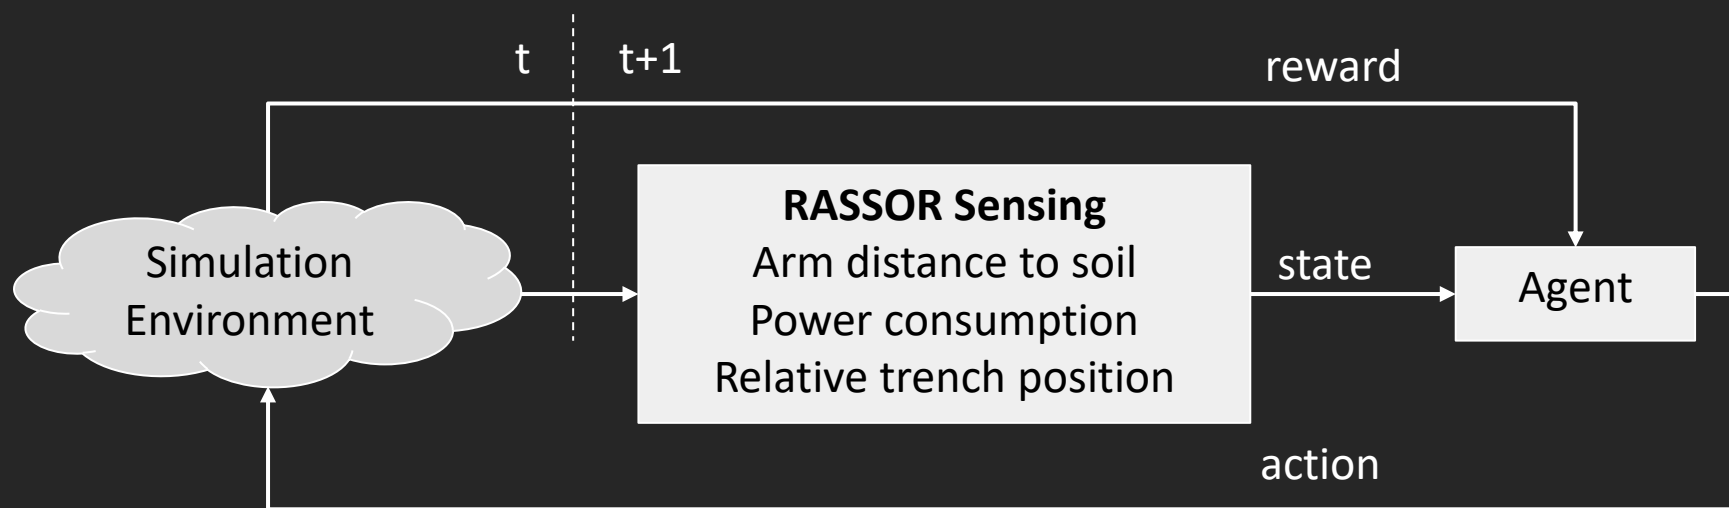 t
t+1
reward
Simulation
Environment
RASSOR Sensing
Arm distance to soil
Power consumption
Relative trench position
state
Agent
action